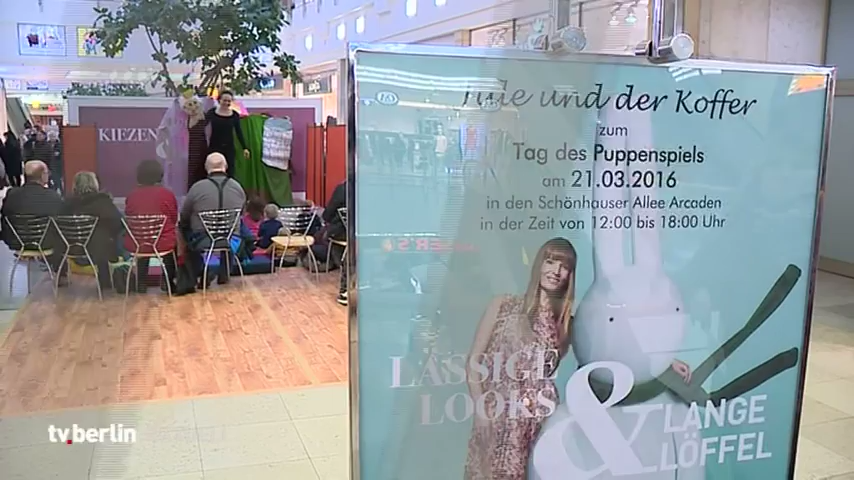 KIEZEN
und der Koffer
zum
Tag des Puppenspiels
am 21.03.2016
in den Schönhauser Allee Arcaden
in der Zeit von 12:00 bis 18:00 Uhr
LÄSSIGE
LOOKS
&
LANGE
LÖFFEL
tv.berlin